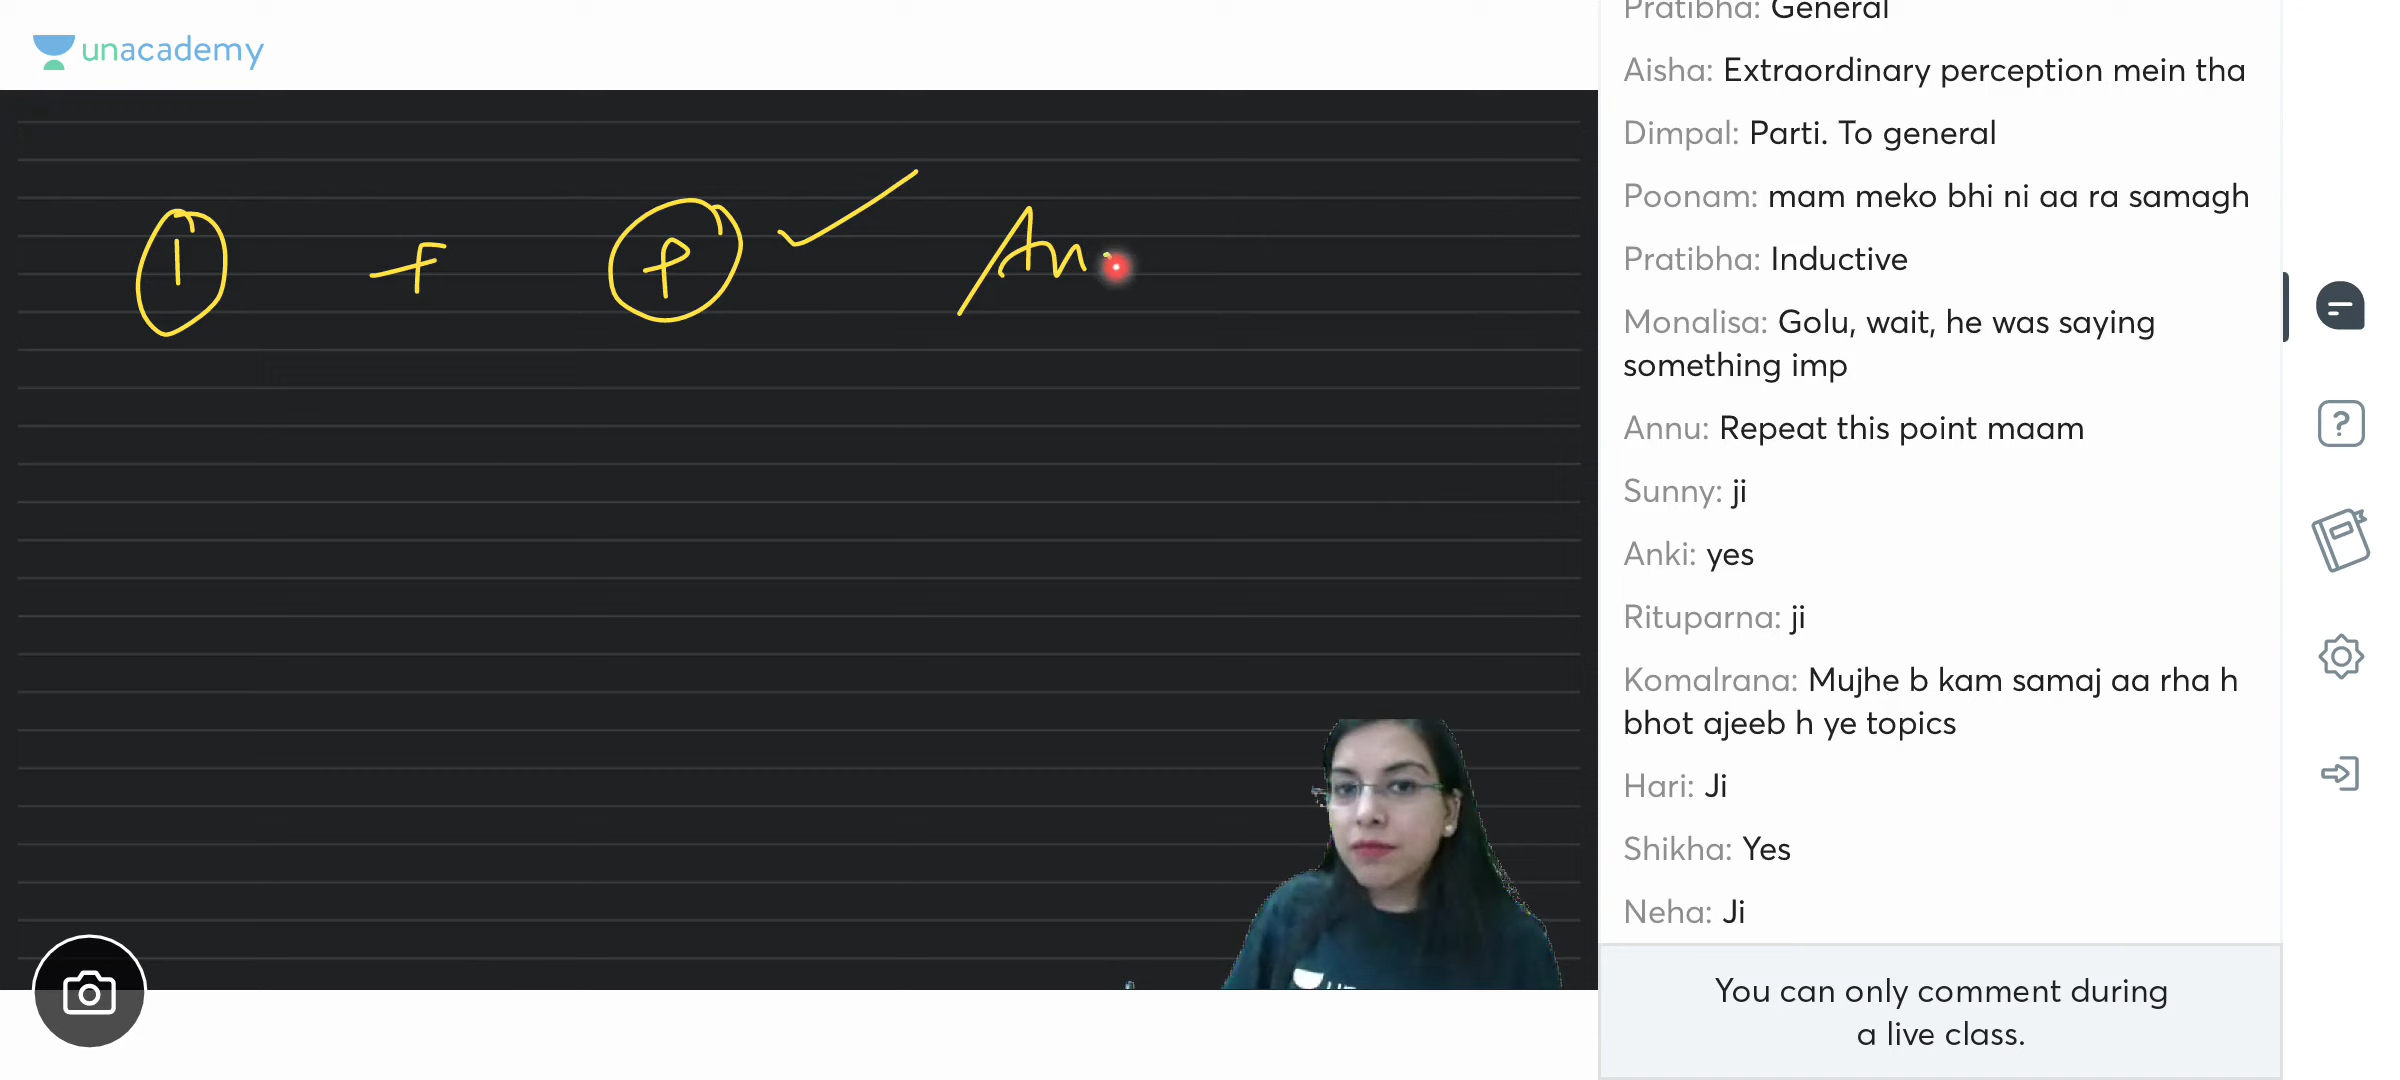 unacademy
I + P An
Pratibha: General
Aisha: Extraordinary perception mein tha
Dimpal: Parti. To general
Poonam: mam meko bhi ni aa ra samagh
Pratibha: Inductive
Monalisa: Golu, wait, he was saying
something imp
Annu: Repeat this point maam
Sunny: ji
Anki: yes
Rituparna: ji
Komalrana: Mujhe b kam samaj aa rha h
bhot ajeeb h ye topics
Hari: Ji
Shikha: Yes
Neha: Ji
You can only comment during
a live class.
?